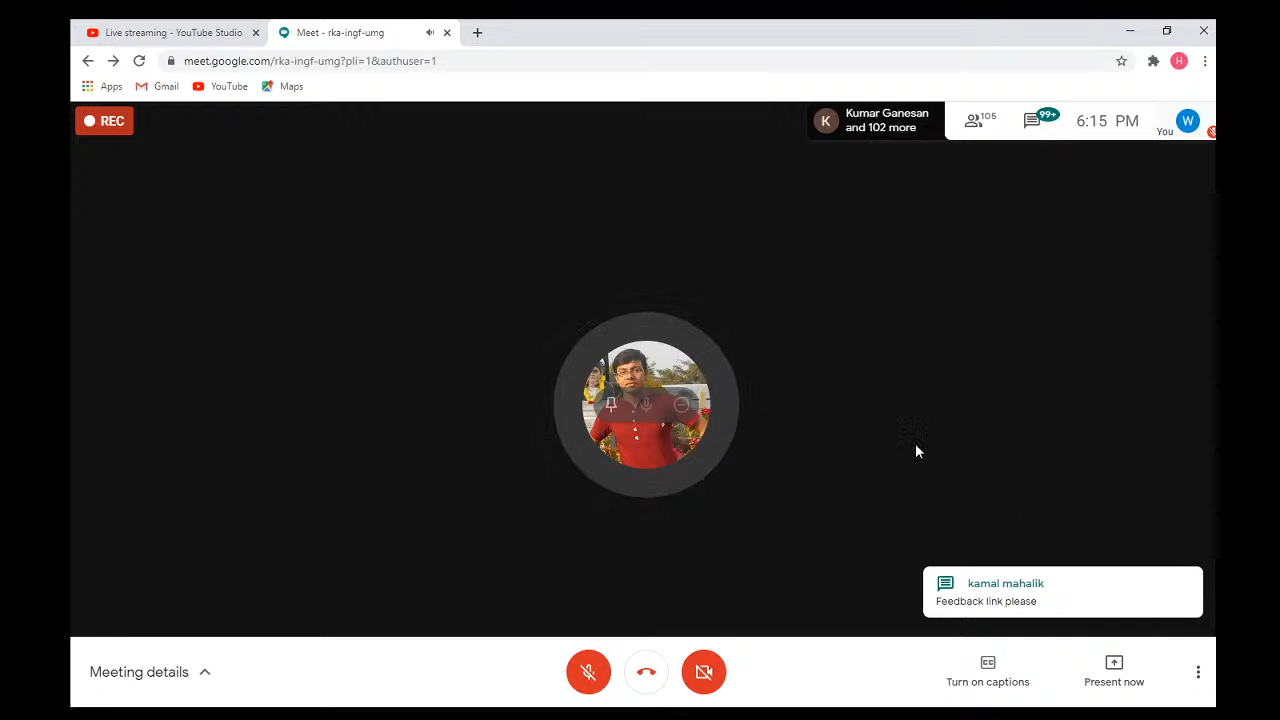 Live streaming - YouTube Studio
Meet - rka-ingf-umg
meet.google.com/rka-ingf-umg?pli=1&authuser=1
H
Apps
Gmail
YouTube
Maps
REC
K
Kumar Ganesan
and 102 more
105
99+
6:15 PM
You
W
kamal mahalik
Feedback link please
Meeting details
CC
Turn on captions
Present now